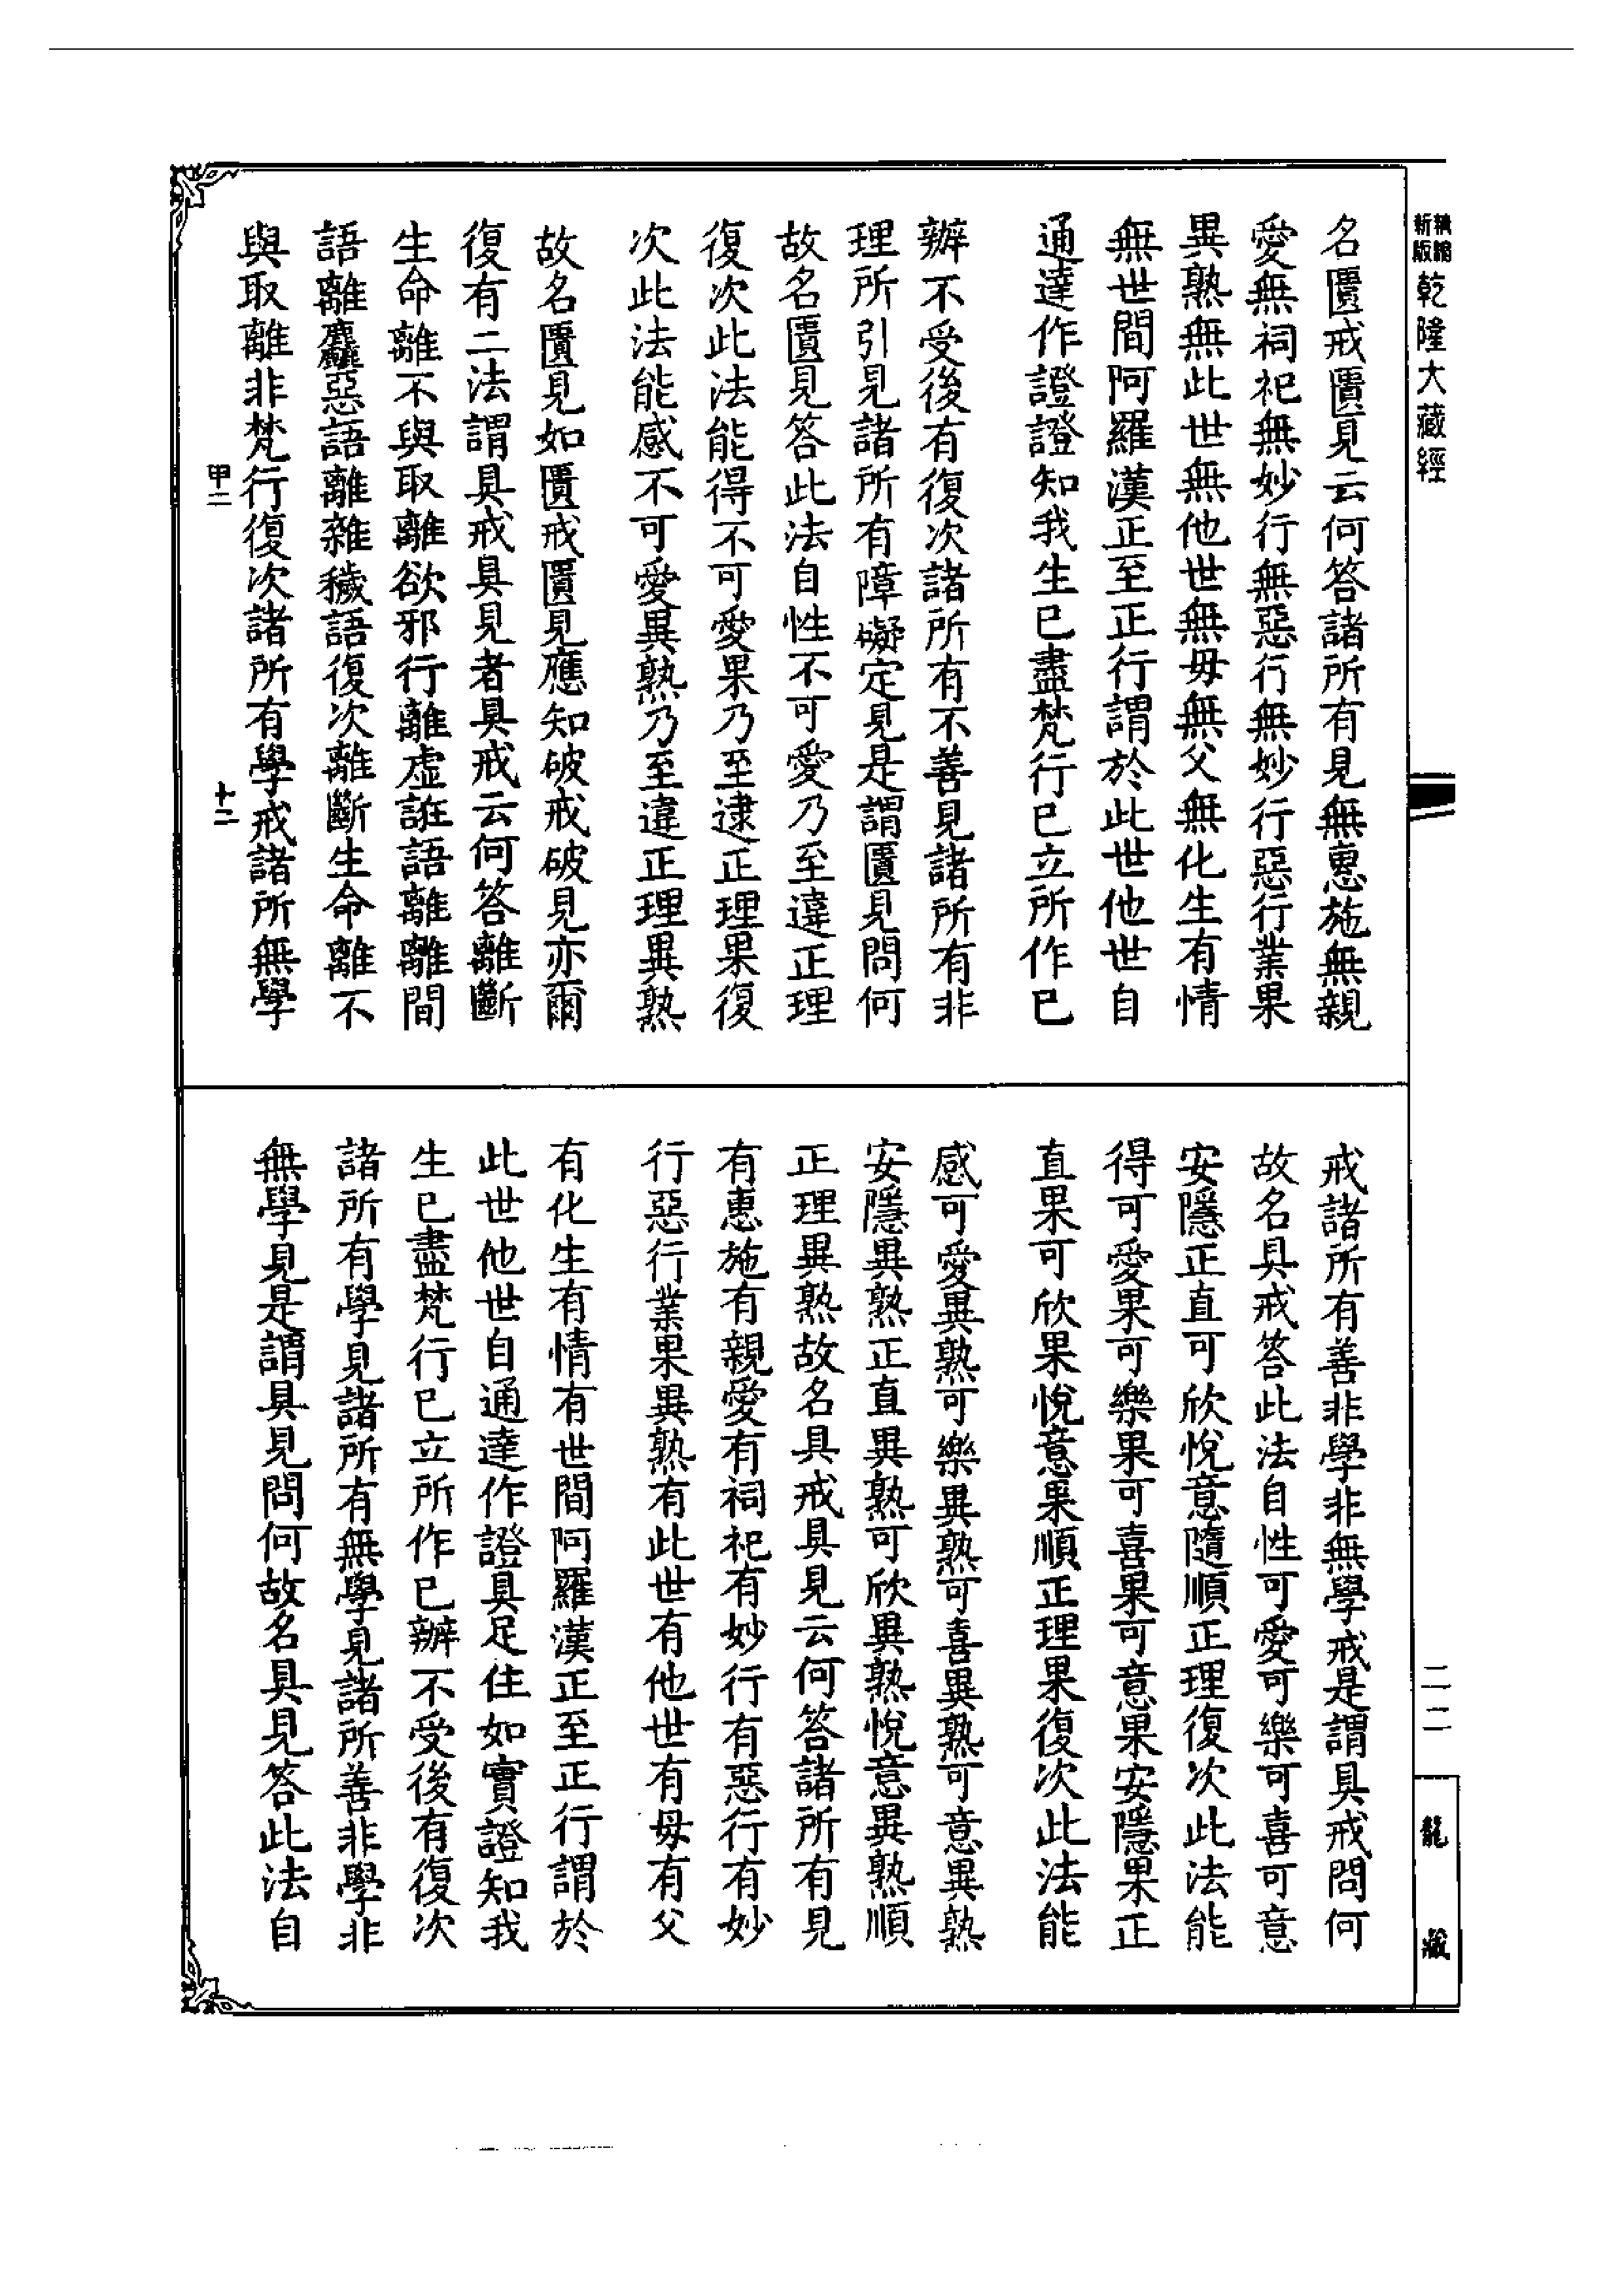 精縮新版乾隆大藏經
名匱戒匱見云何答諸所有見無惠施無親
愛無祠祀無妙行無惡行無妙行惡行業果
異熟無此世無他世無母無父無化生有情
無世間阿羅漢正至正行謂於此世他世自
通達作證證知我生已盡梵行已立所作已
辦不受後有復次諸所有不善見諸所有非
理所引見諸所有障礙定見是謂匱見問何
故名匱見答此法自性不可愛乃至違正理
復次此法能得不可愛果乃至逮正理果復
次此法能感不可愛異熟乃至違正理異熟
故名匱見如匱戒匱見應知破戒破見亦爾
復有二法謂具戒具見者具戒云何答離斷
生命離不與取離欲邪行離虛誑語離離間
語離麤惡語離雜穢語復次離斷生命離不
與取離非梵行復次諸所有學戒諸所無學
甲二
十二
戒諸所有善非學非無學戒是謂具戒問何
故名具戒答此法自性可愛可樂可喜可意
安隱正直可欣悅意隨順正理復次此法能
得可愛果可樂果可喜果可意果安隱果正
直果可欣果悅意果順正理果復次此法能
感可愛異熟可樂異熟可喜異熟可意異熟
安隱異熟正直異熟可欣異熟悅意異熟順
正理異熟故名具戒具見云何答諸所有見
有惠施有親愛有祠祀有妙行有惡行有妙
行惡行業果異熟有此世有他世有母有父
有化生有情有世間阿羅漢正至正行謂於
此世他世自通達作證具足住如實證知我
生已盡梵行已立所作已辦不受後有復次
諸所有學見諸所有無學見諸所善非學非
無學見是謂具見問何故名具見答此法自
二二
龍藏